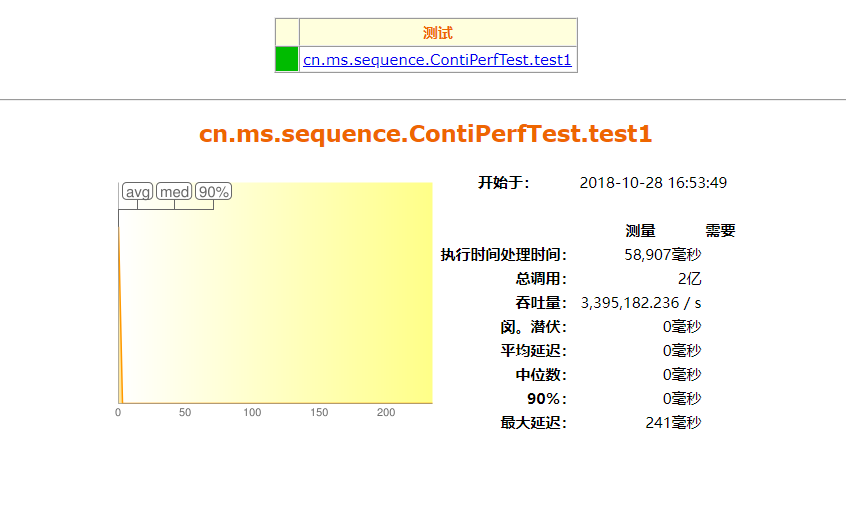 测试
cn.ms.sequence.ContiPerfTest.test1
cn.ms.sequence.ContiPerfTest.test1
avg med 90%
0 50 100 150 200
开始于： 2018-10-28 16:53:49
测量 需要
执行时间处理时间： 58,907毫秒
总调用： 2亿
吞吐量： 3,395,182.236 / s
闵。潜伏： 0毫秒
平均延迟： 0毫秒
中位数： 0毫秒
90%： 0毫秒
最大延迟： 241毫秒